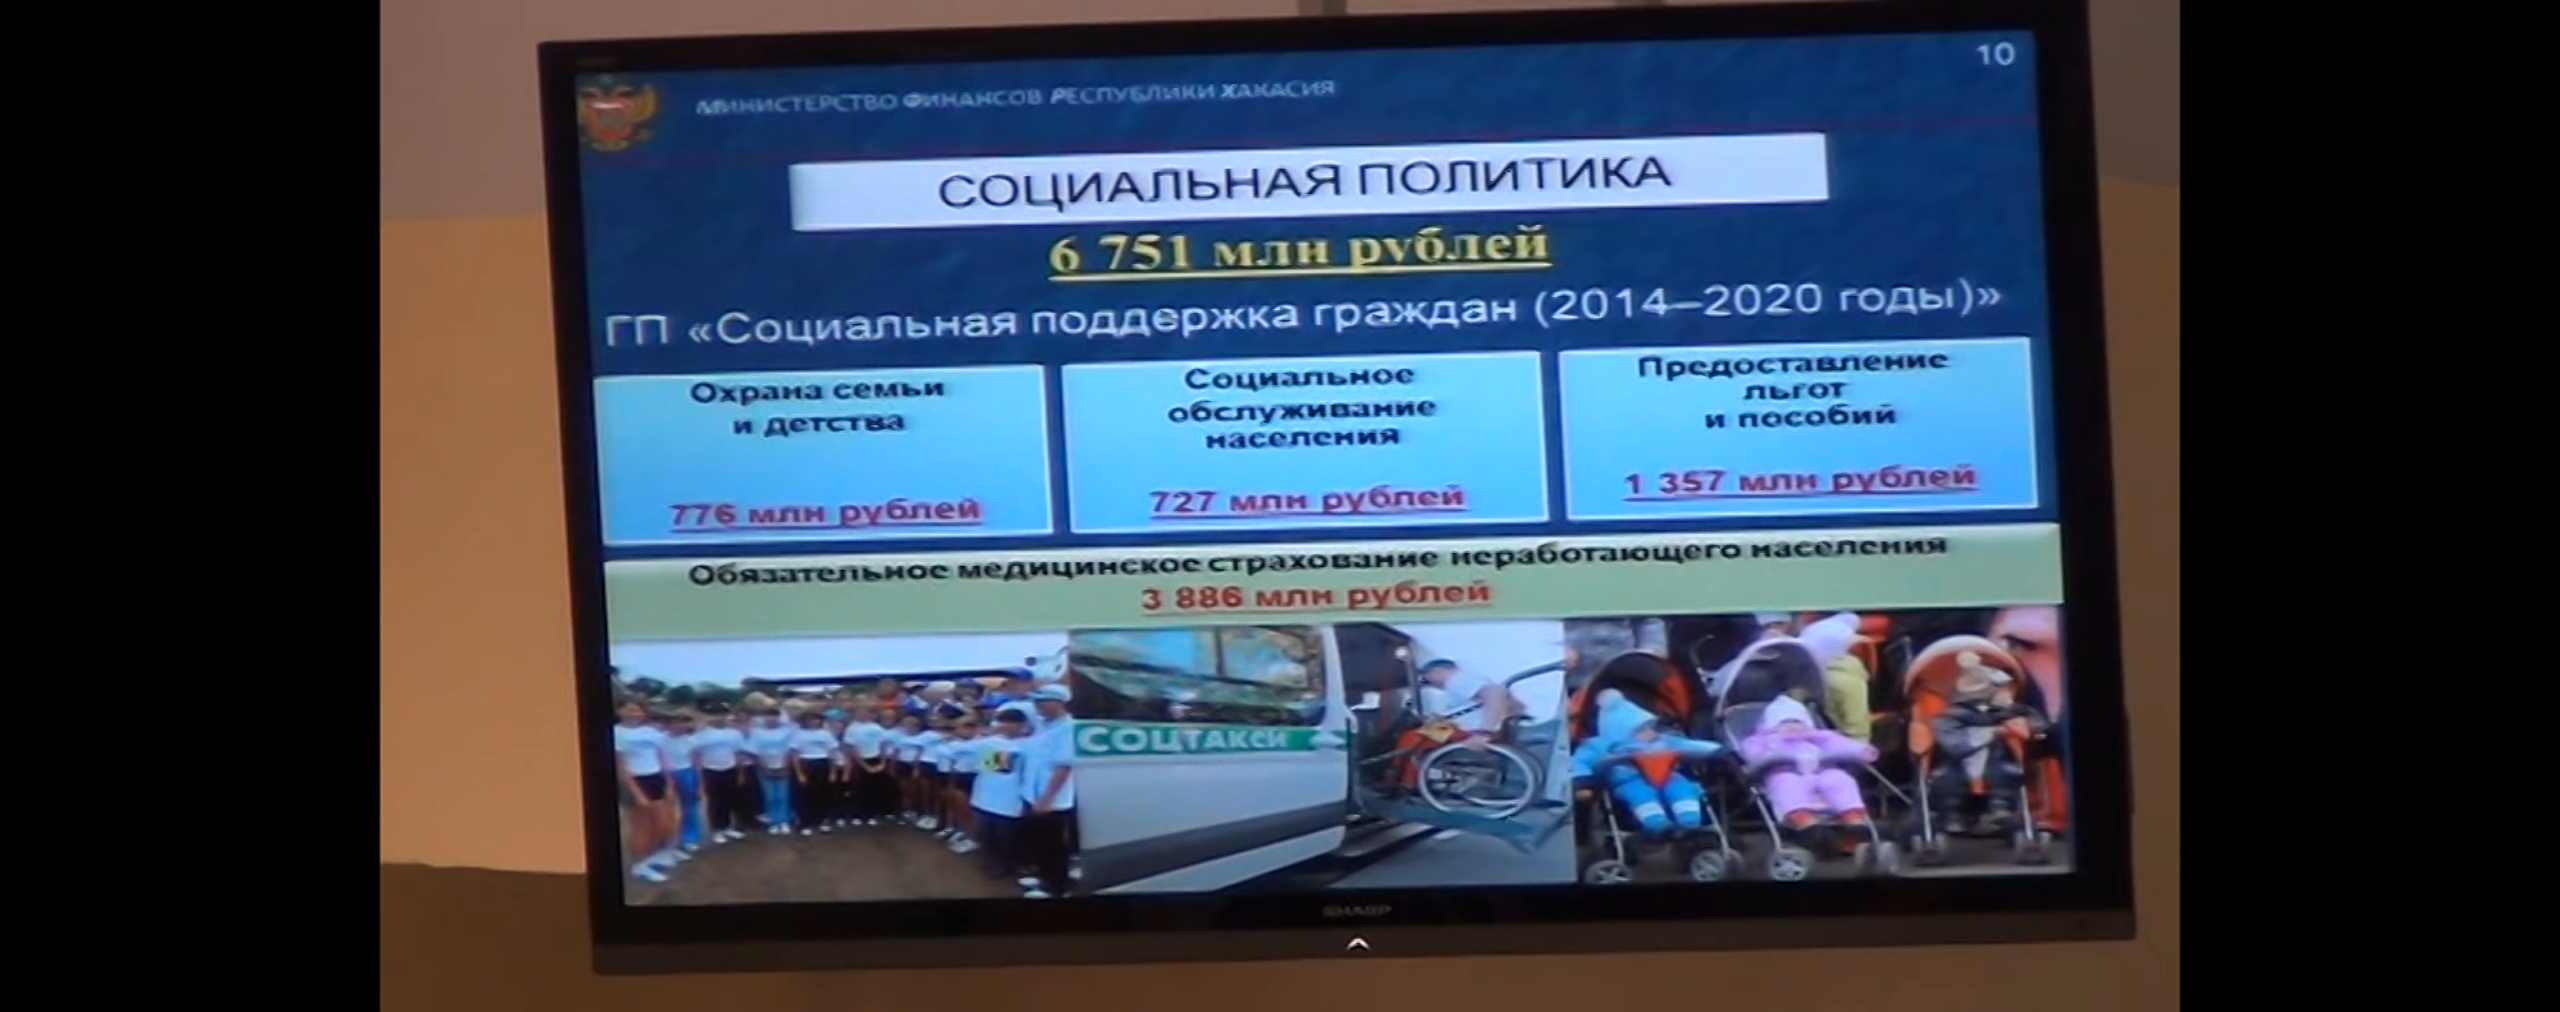 10
МИНИСТЕРСТВО ФИНАНСОВ РЕСПУБЛИКИ ХАКАСИЯ
СОЦИАЛЬНАЯ ПОЛИТИКА
6 751 млн рублей
ГП «Социальная поддержка граждан (2014–2020 годы)»
Охрана семьи
и детства
776 млн рублей
Социальное
обслуживание
населения
727 млн рублей
Предоставление
льгот
и пособий
1 357 млн рублей
Обязательное медицинское страхование неработающего населения
3 886 млн рублей
СОЦТАКСИ
SHARP